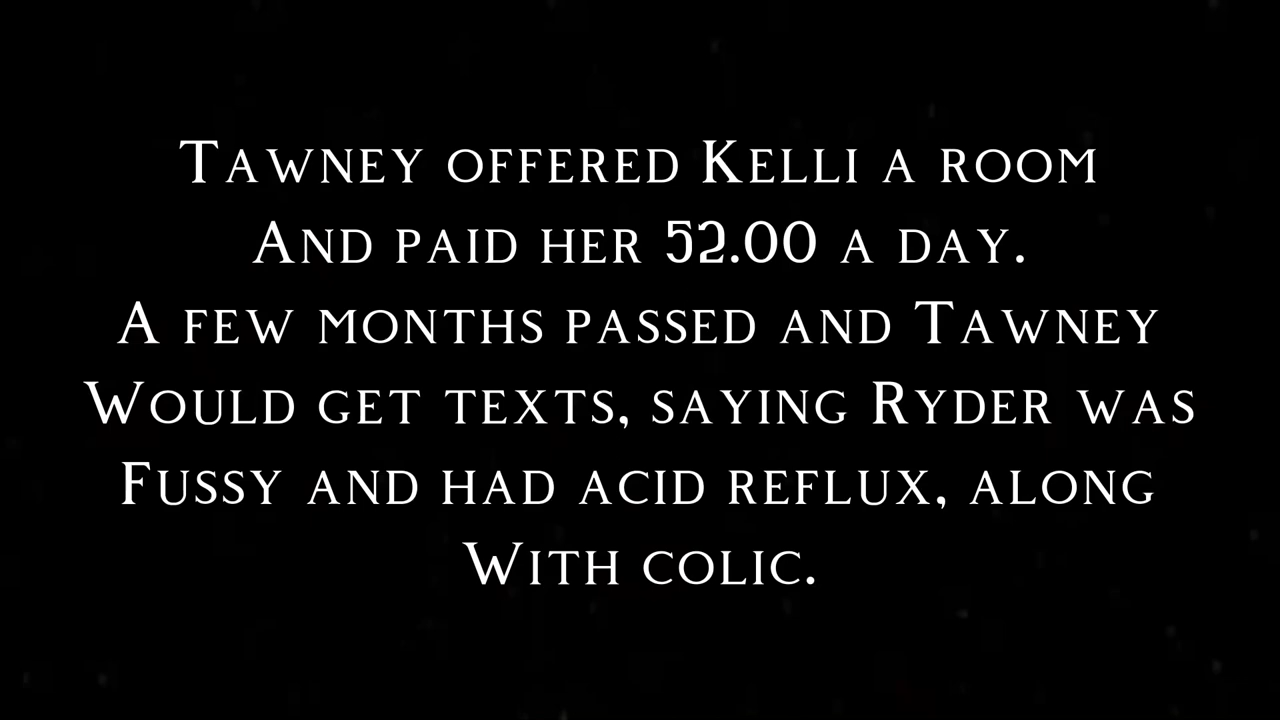 Tawney offered Kelli a room
And paid her 52.00 a day.
A few months passed and Tawney
Would get texts, saying Ryder was
Fussy and had acid reflux, along
With colic.